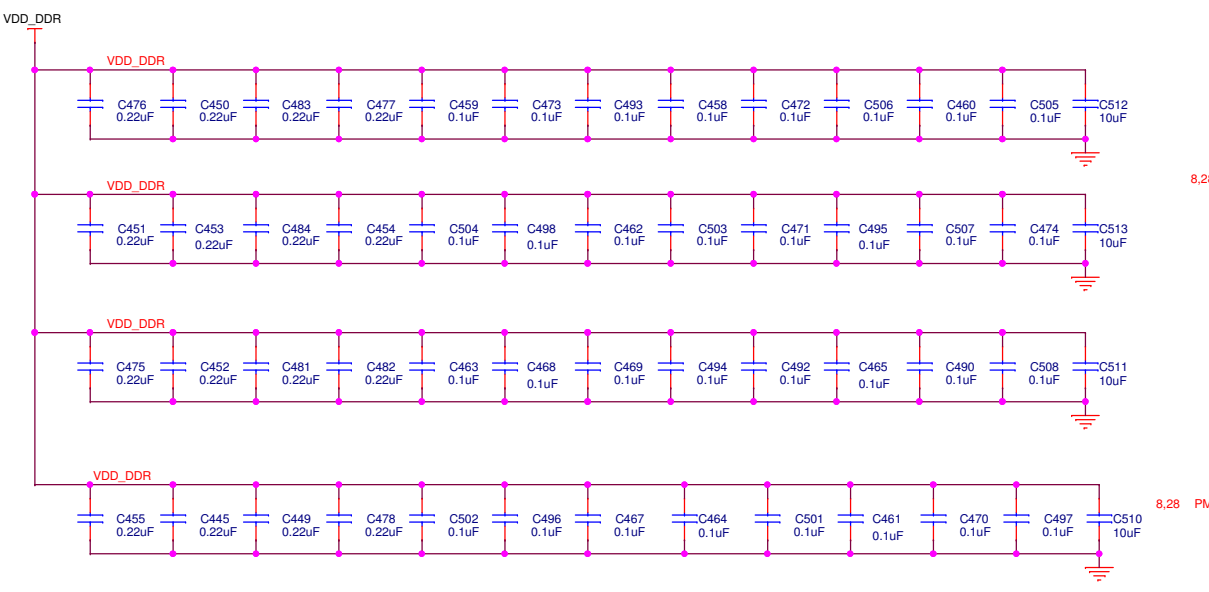 VDD_DDR
VDD_DDR
C476 C450 C483 C477 C459 C473 C493 C458 C472 C506 C460 C505 C512
0.22uF 0.22uF 0.22uF 0.22uF 0.1uF 0.1uF 0.1uF 0.1uF 0.1uF 0.1uF 0.1uF 0.1uF 10uF
8,28
VDD_DDR
C451 C453 C484 C454 C504 C498 C462 C503 C471 C495 C507 C474 C513
0.22uF 0.22uF 0.22uF 0.22uF 0.1uF 0.1uF 0.1uF 0.1uF 0.1uF 0.1uF 0.1uF 0.1uF 10uF
VDD_DDR
C475 C452 C481 C482 C463 C468 C469 C494 C492 C465 C490 C508 C511
0.22uF 0.22uF 0.22uF 0.22uF 0.1uF 0.1uF 0.1uF 0.1uF 0.1uF 0.1uF 0.1uF 0.1uF 10uF
VDD_DDR
8,28 PM
C455 C445 C449 C478 C502 C496 C467 C464 C501 C461 C470 C497 C510
0.22uF 0.22uF 0.22uF 0.22uF 0.1uF 0.1uF 0.1uF 0.1uF 0.1uF 0.1uF 0.1uF 0.1uF 10uF